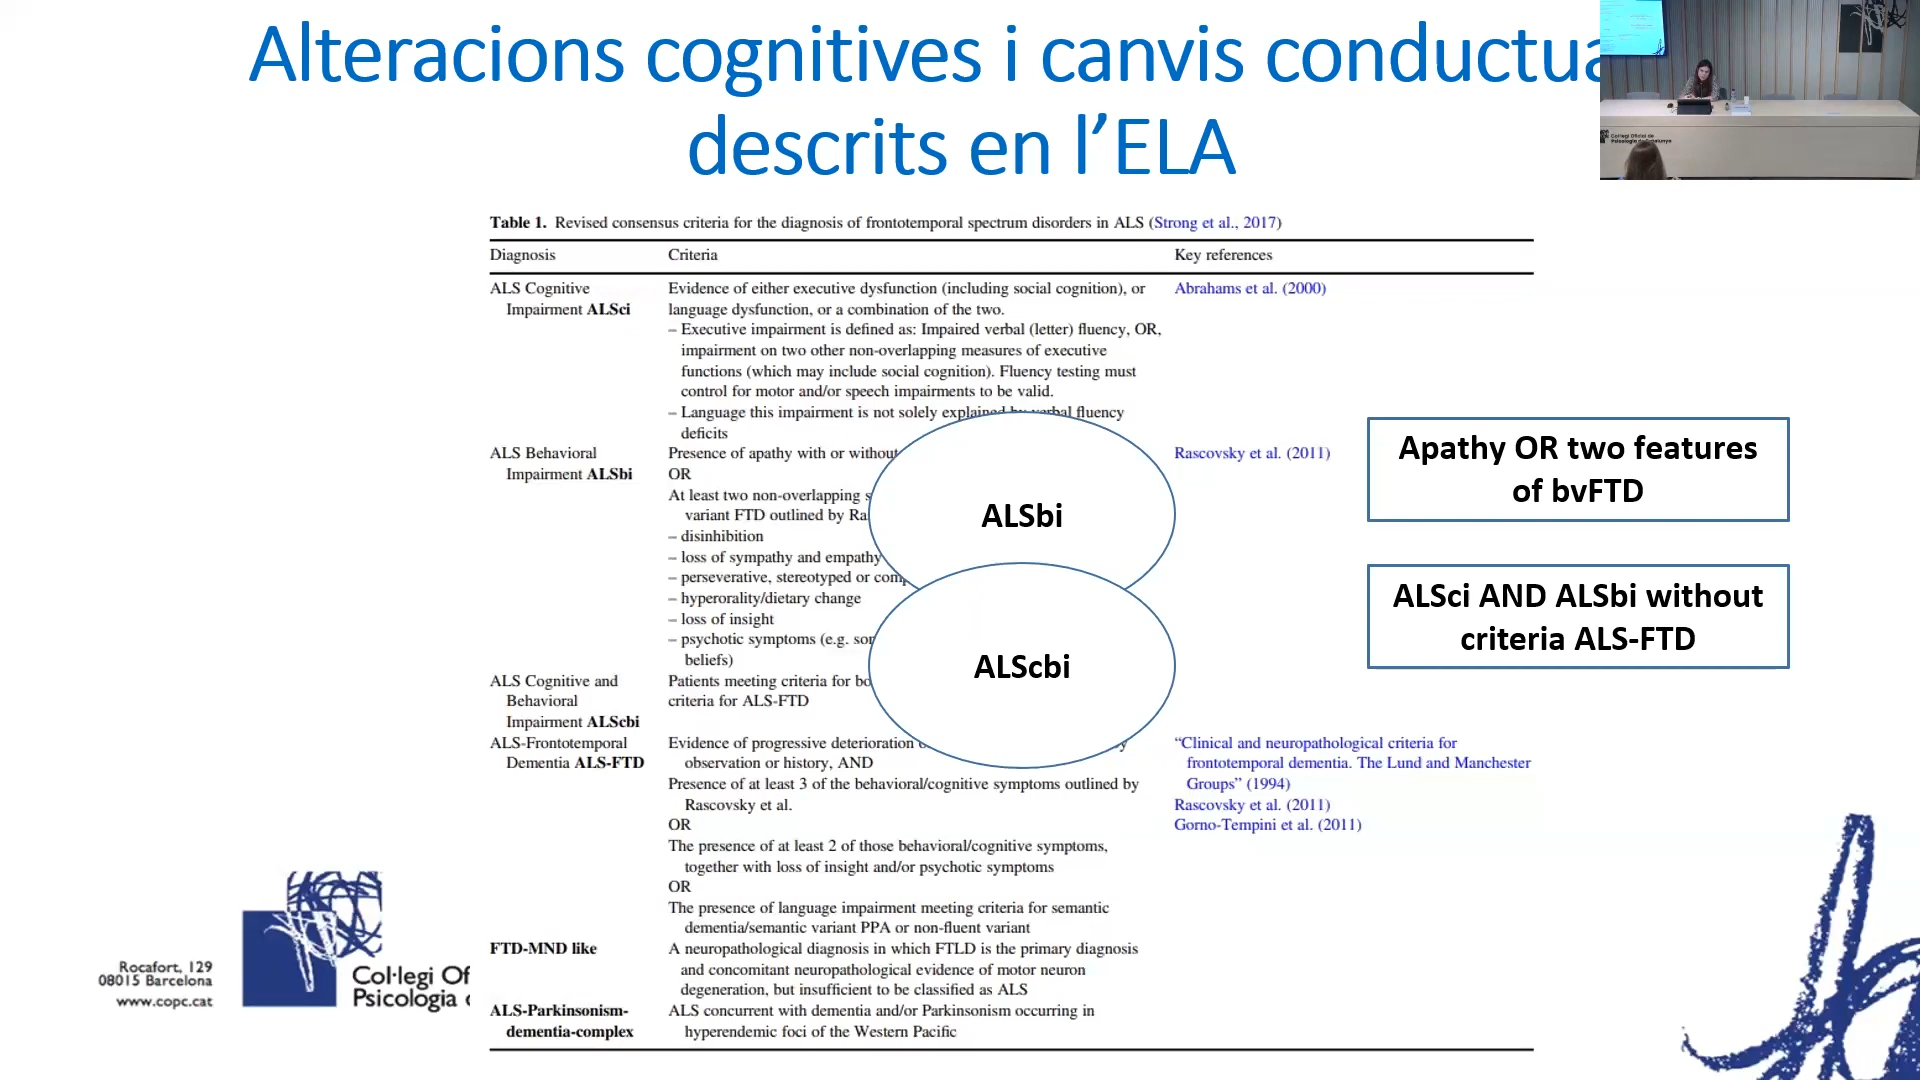 Alteracions cognitives i canvis conductua
descrits en l’ELA
Col·legi Oficial de
Psicologia de Catalunya
Table 1. Revised consensus criteria for the diagnosis of frontotemporal spectrum disorders in ALS (Strong et al., 2017)
Diagnosis Criteria Key references
ALS Cognitive Evidence of either executive dysfunction (including social cognition), or Abrahams et al. (2000)
Impairment ALSci language dysfunction, or a combination of the two.
– Executive impairment is defined as: Impaired verbal (letter) fluency, OR,
impairment on two other non-overlapping measures of executive
functions (which may include social cognition). Fluency testing must
control for motor and/or speech impairments to be valid.
– Language this impairment is not solely explained by verbal fluency
deficits
ALS Behavioral Presence of apathy with or without Rascovsky et al. (2011)
Impairment ALSbi OR
At least two non-overlapping s
variant FTD outlined by Ra
– disinhibition
– loss of sympathy and empathy
– perseverative, stereotyped or comp
– hyperorality/dietary change
– loss of insight
– psychotic symptoms (e.g. som
beliefs)
ALS Cognitive and Patients meeting criteria for bo
Behavioral criteria for ALS-FTD
Impairment ALScbi
ALS-Frontotemporal Evidence of progressive deterioration y “Clinical and neuropathological criteria for
Dementia ALS-FTD observation or history, AND frontotemporal dementia. The Lund and Manchester
Presence of at least 3 of the behavioral/cognitive symptoms outlined by Groups” (1994)
Rascovsky et al. Rascovsky et al. (2011)
OR Gorno-Tempini et al. (2011)
The presence of at least 2 of those behavioral/cognitive symptoms,
together with loss of insight and/or psychotic symptoms
OR
The presence of language impairment meeting criteria for semantic
dementia/semantic variant PPA or non-fluent variant
FTD-MND like A neuropathological diagnosis in which FTLD is the primary diagnosis
and concomitant neuropathological evidence of motor neuron
degeneration, but insufficient to be classified as ALS
ALS-Parkinsonism- ALS concurrent with dementia and/or Parkinsonism occurring in
dementia-complex hyperendemic foci of the Western Pacific
ALSbi
ALScbi
Apathy OR two features
of bvFTD
ALSci AND ALSbi without
criteria ALS-FTD
Rocafort, 129
08015 Barcelona
www.copc.cat
Col·legi Of
Psicologia